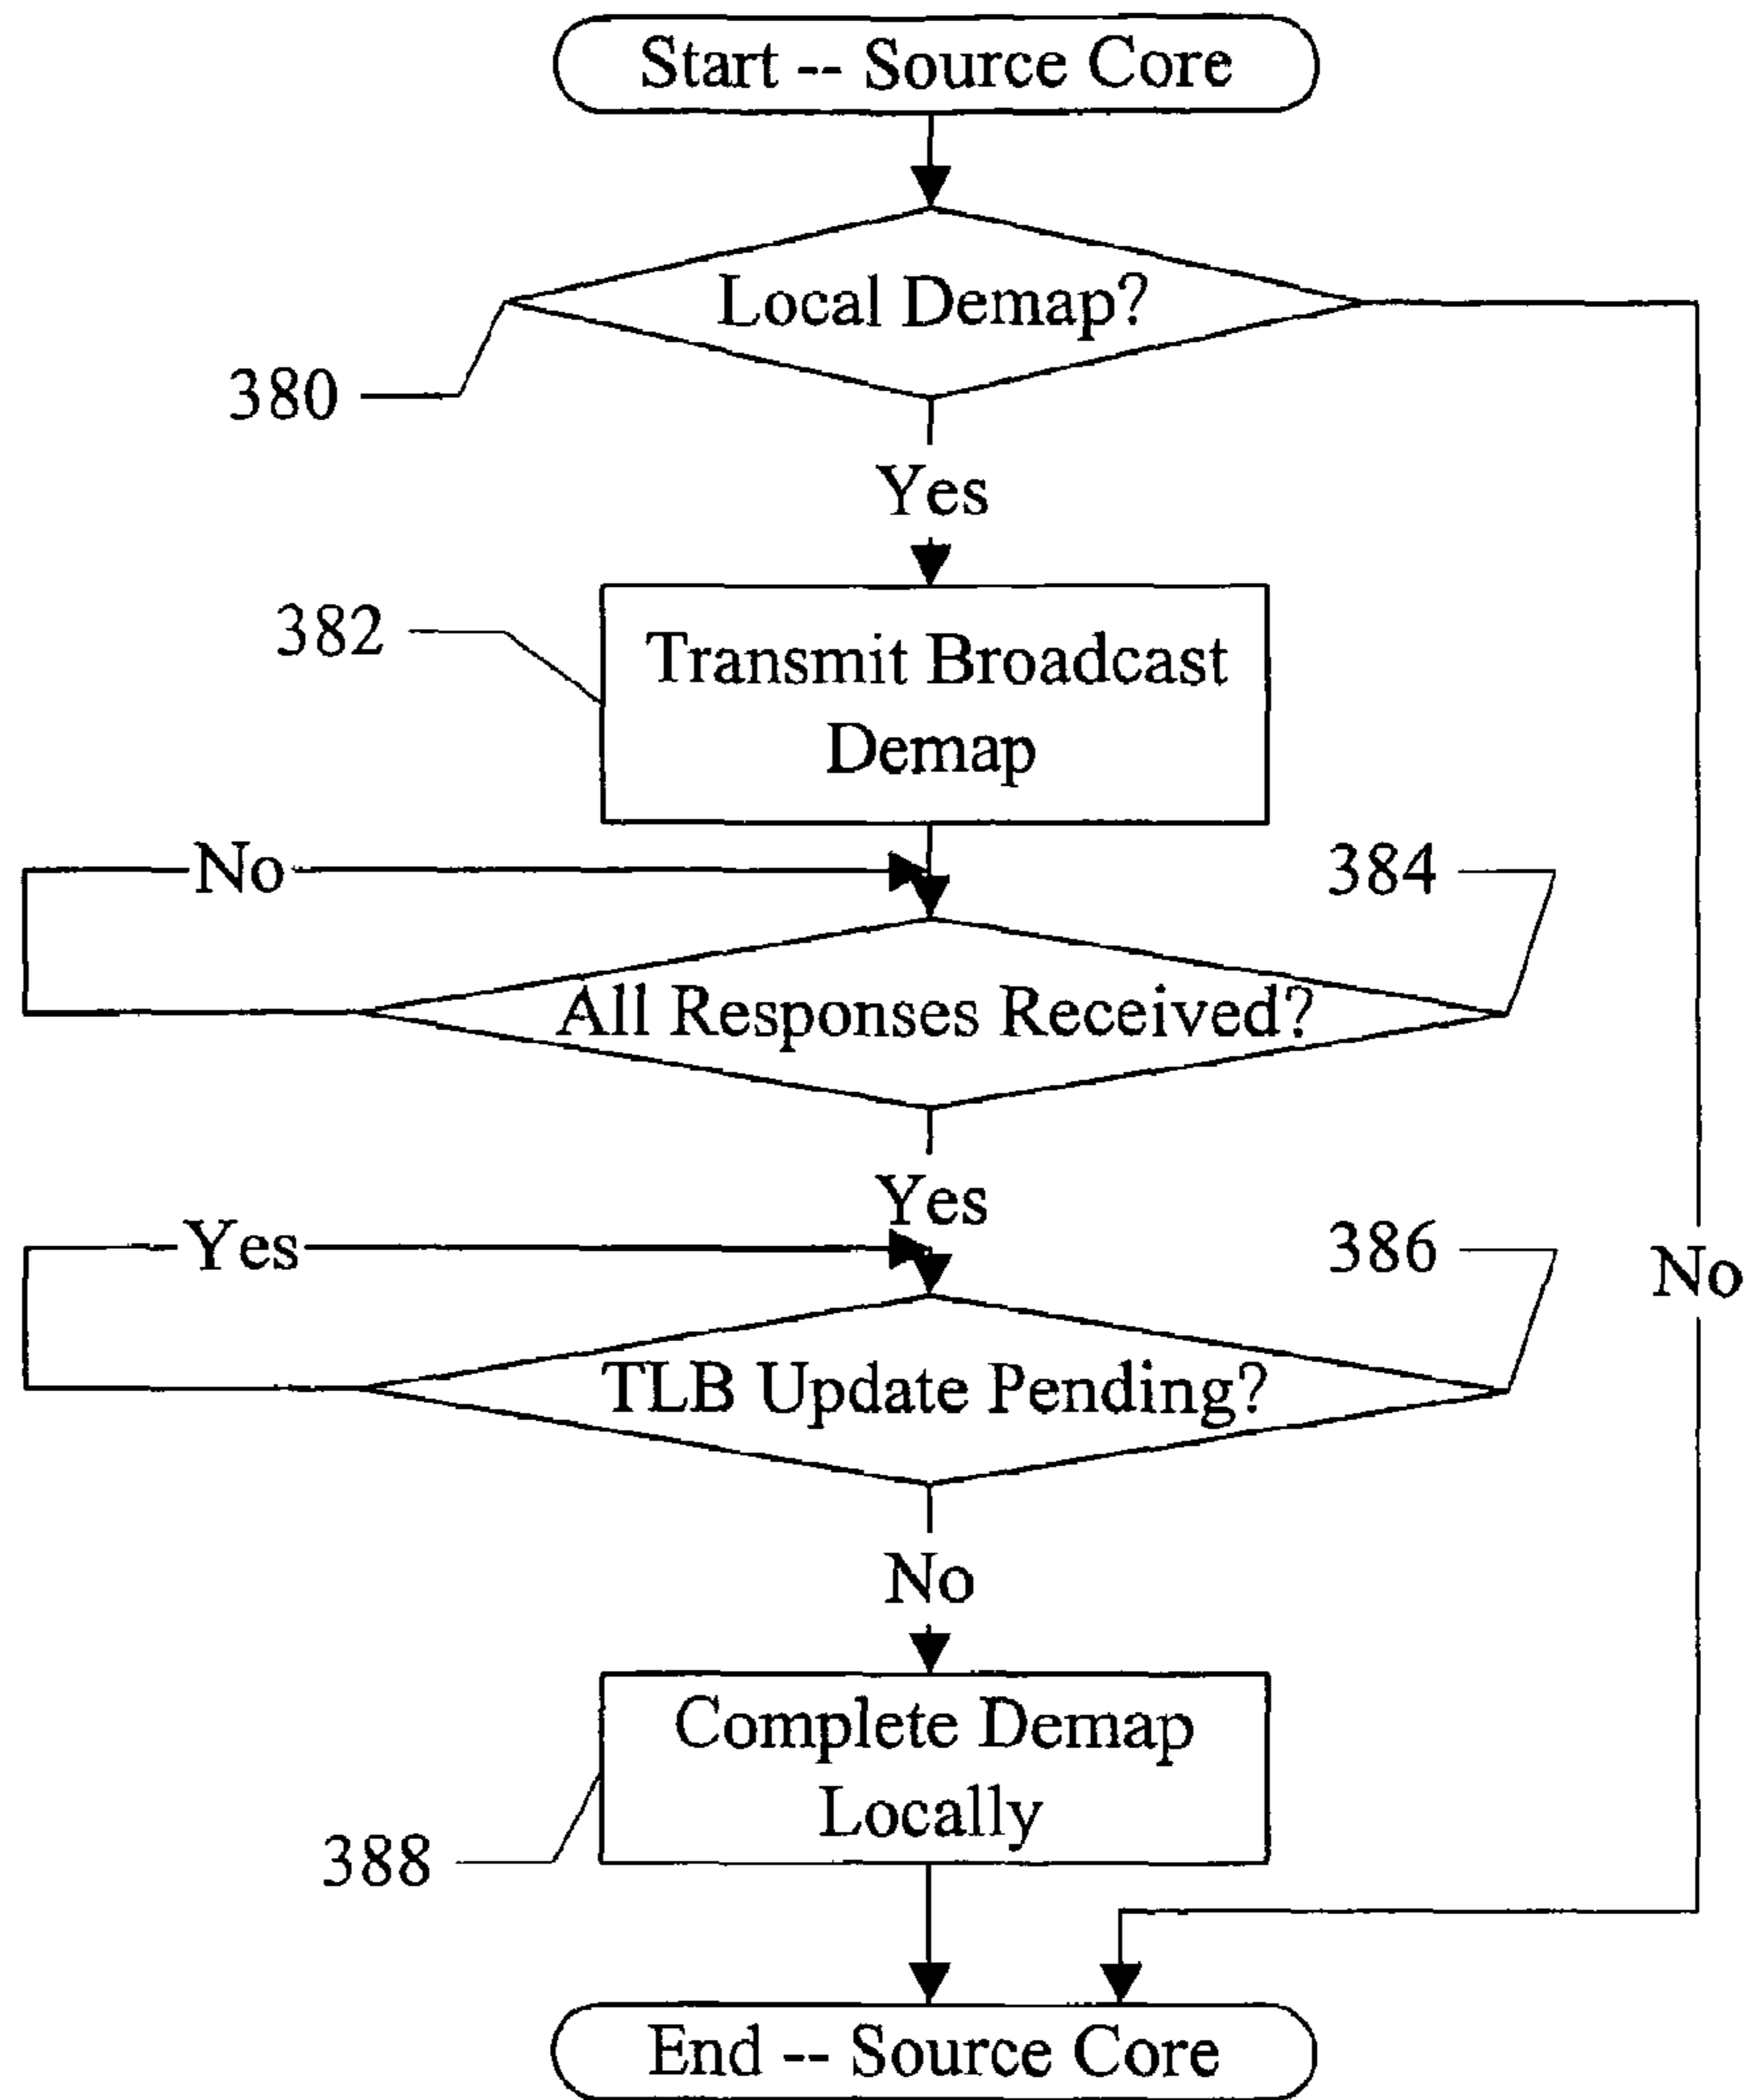 Start -- Source Core
Local Demap?
380
Yes
382
Transmit Broadcast
Demap
No
384
All Responses Received?
Yes
Yes
386
No
TLB Update Pending?
No
Complete Demap
Locally
388
End -- Source Core